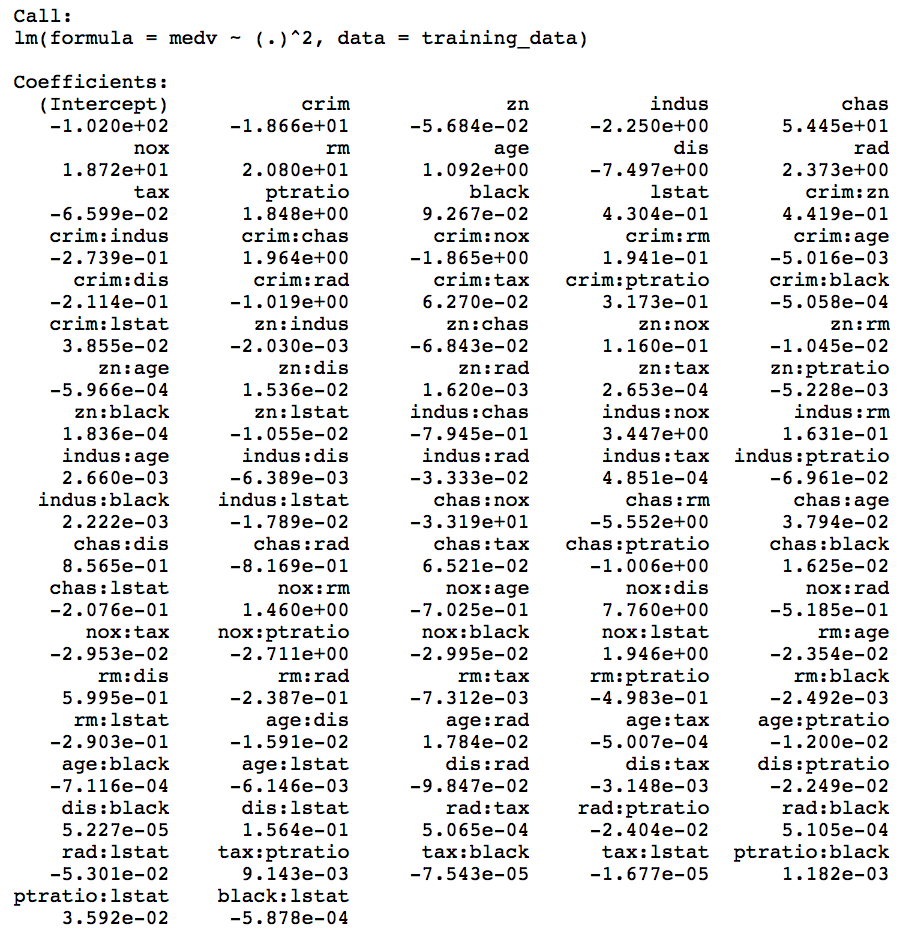 Call:
lm(formula = medv ~ (.)^2, data = training_data)
Coefficients:
(Intercept) crim zn indus chas
-1.020e+02 -1.866e+01 -5.684e-02 -2.250e+00 5.445e+01
nox rm age dis rad
1.872e+01 2.080e+01 1.092e+00 -7.497e+00 2.373e+00
tax ptratio black lstat crim:zn
-6.599e-02 1.848e+00 9.267e-02 4.304e-01 4.419e-01
crim:indus crim:chas crim:nox crim:rm crim:age
-2.739e-01 1.964e+00 -1.865e+00 1.941e-01 -5.016e-03
crim:dis crim:rad crim:tax crim:ptratio crim:black
-2.114e-01 -1.019e+00 6.270e-02 3.173e-01 -5.058e-04
crim:lstat zn:indus zn:chas zn:nox zn:rm
3.855e-02 -2.030e-03 -6.843e-02 1.160e-01 -1.045e-02
zn:age zn:dis zn:rad zn:tax zn:ptratio
-5.966e-04 1.536e-02 1.620e-03 2.653e-04 -5.228e-03
zn:black zn:lstat indus:chas indus:nox indus:rm
1.836e-04 -1.055e-02 -7.945e-01 3.447e+00 1.631e-01
indus:age indus:dis indus:rad indus:tax indus:ptratio
2.660e-03 -6.389e-03 -3.333e-02 4.851e-04 -6.961e-02
indus:black indus:lstat chas:nox chas:rm chas:age
2.222e-03 -1.789e-02 -3.319e+01 -5.552e+00 3.794e-02
chas:dis chas:rad chas:tax chas:ptratio chas:black
8.565e-01 -8.169e-01 6.521e-02 -1.006e+00 1.625e-02
chas:lstat nox:rm nox:age nox:dis nox:rad
-2.076e-01 1.460e+00 -7.025e-01 7.760e+00 -5.185e-01
nox:tax nox:ptratio nox:black nox:lstat rm:age
-2.953e-02 -2.711e+00 -2.995e-02 1.946e+00 -2.354e-02
rm:dis rm:rad rm:tax rm:ptratio rm:black
5.995e-01 -2.387e-01 -7.312e-03 -4.983e-01 -2.492e-03
rm:lstat age:dis age:rad age:tax age:ptratio
-2.903e-01 -1.591e-02 1.784e-02 -5.007e-04 -1.200e-02
age:black age:lstat dis:rad dis:tax dis:ptratio
-7.116e-04 -6.146e-03 -9.847e-02 -3.148e-03 -2.249e-02
dis:black dis:lstat rad:tax rad:ptratio rad:black
5.227e-05 1.564e-01 5.065e-04 -2.404e-02 5.105e-04
rad:lstat tax:ptratio tax:black tax:lstat ptratio:black
-5.301e-02 9.143e-03 -7.543e-05 -1.677e-05 1.182e-03
ptratio:lstat black:lstat
3.592e-02 -5.878e-04